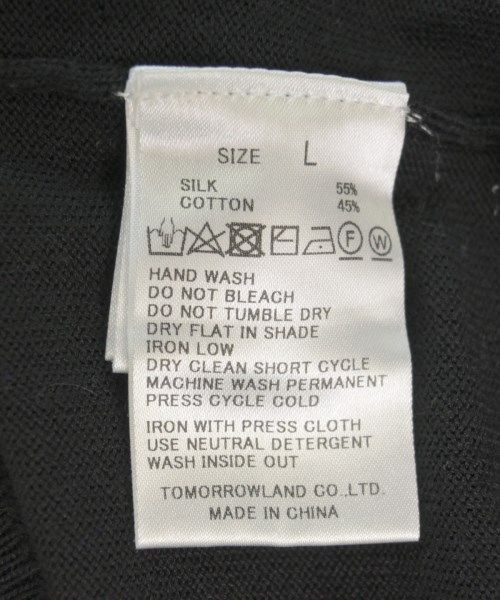 SIZE L
SILK 55%
COTTON 45%
F W
HAND WASH
DO NOT BLEACH
DO NOT TUMBLE DRY
DRY FLAT IN SHADE
IRON LOW
DRY CLEAN SHORT CYCLE
MACHINE WASH PERMANENT
PRESS CYCLE COLD
IRON WITH PRESS CLOTH
USE NEUTRAL DETERGENT
WASH INSIDE OUT
TOMORROWLAND CO.,LTD.
MADE IN CHINA